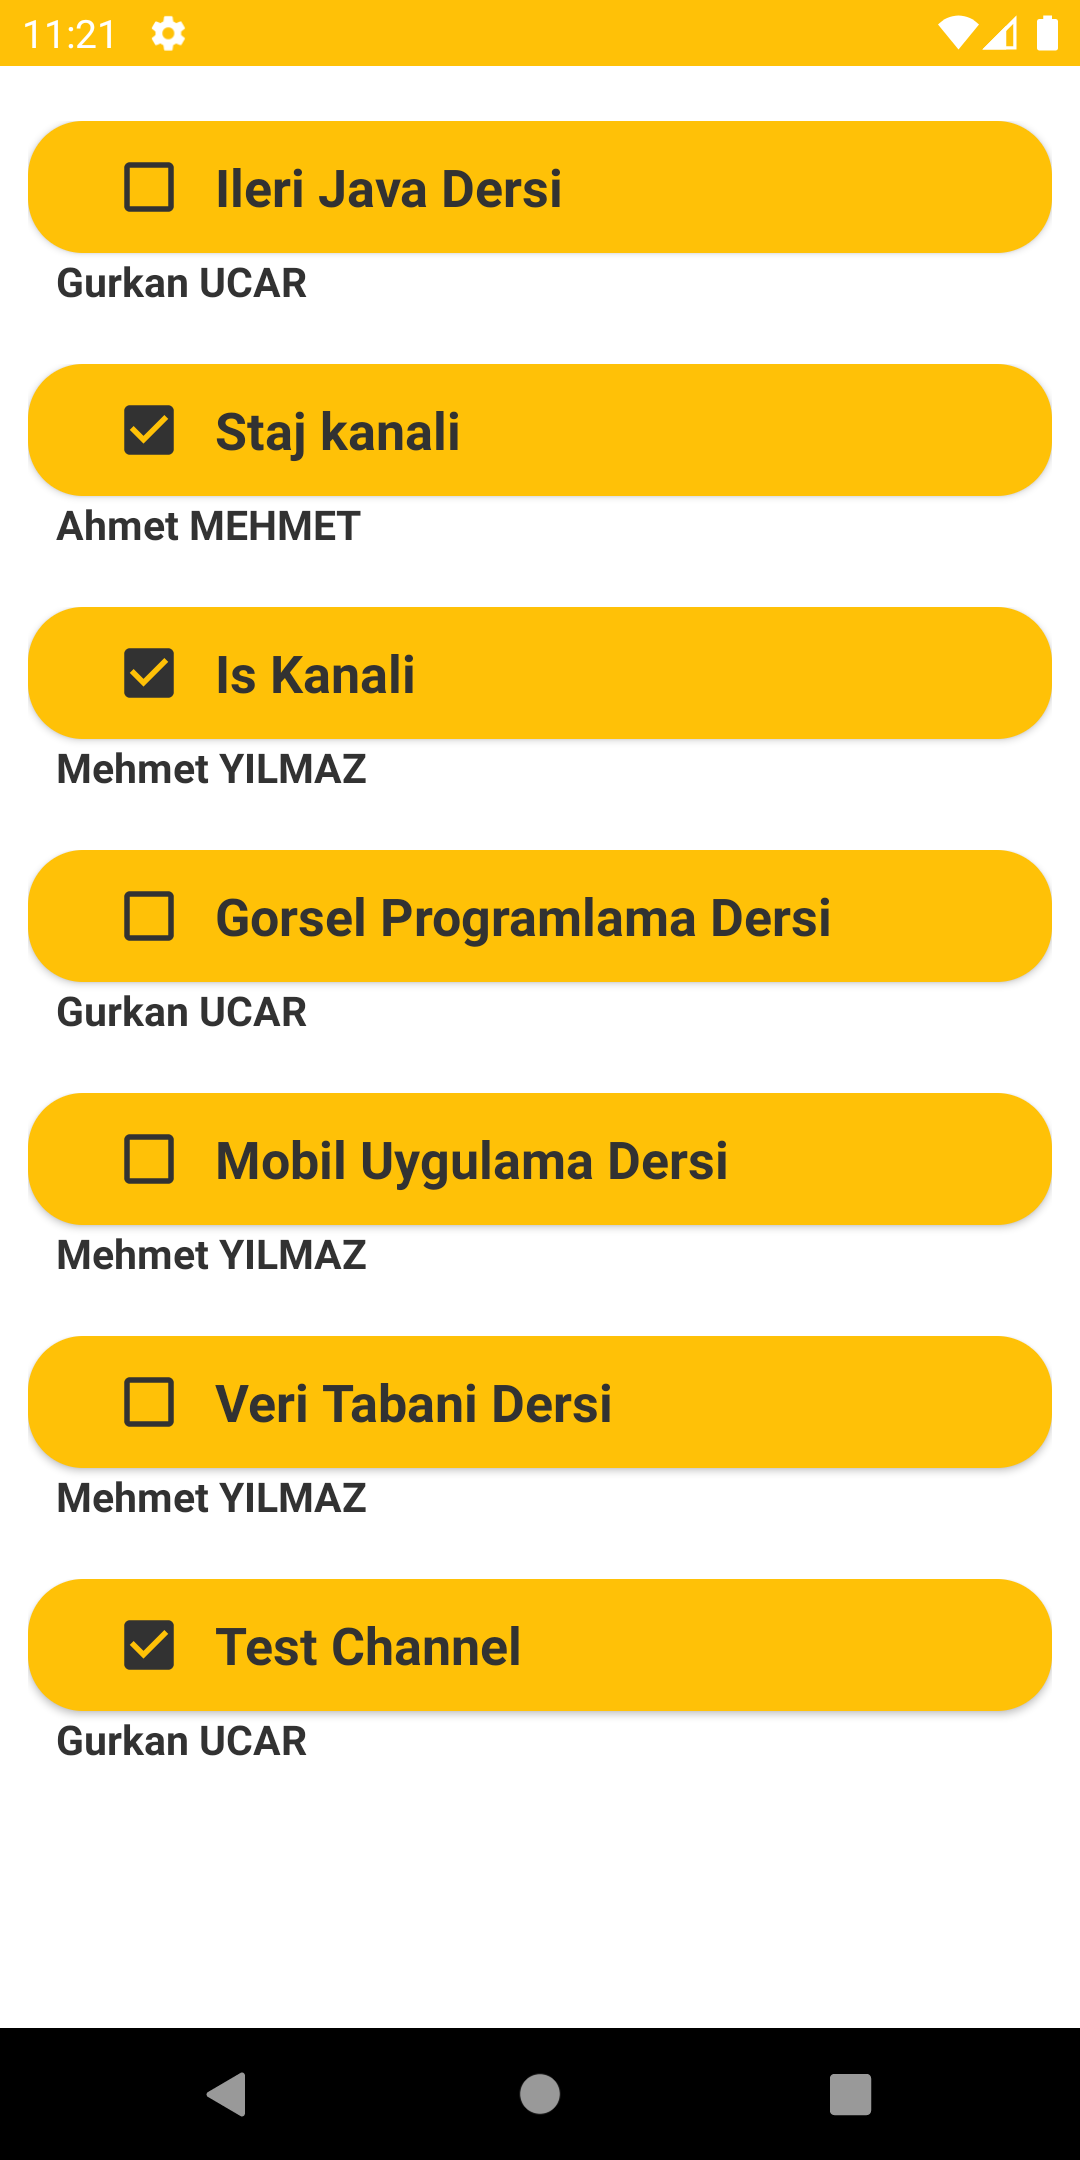 11:21
Ileri Java Dersi
Gurkan UCAR
Staj kanali
Ahmet MEHMET
Is Kanali
Mehmet YILMAZ
Gorsel Programlama Dersi
Gurkan UCAR
Mobil Uygulama Dersi
Mehmet YILMAZ
Veri Tabani Dersi
Mehmet YILMAZ
Test Channel
Gurkan UCAR